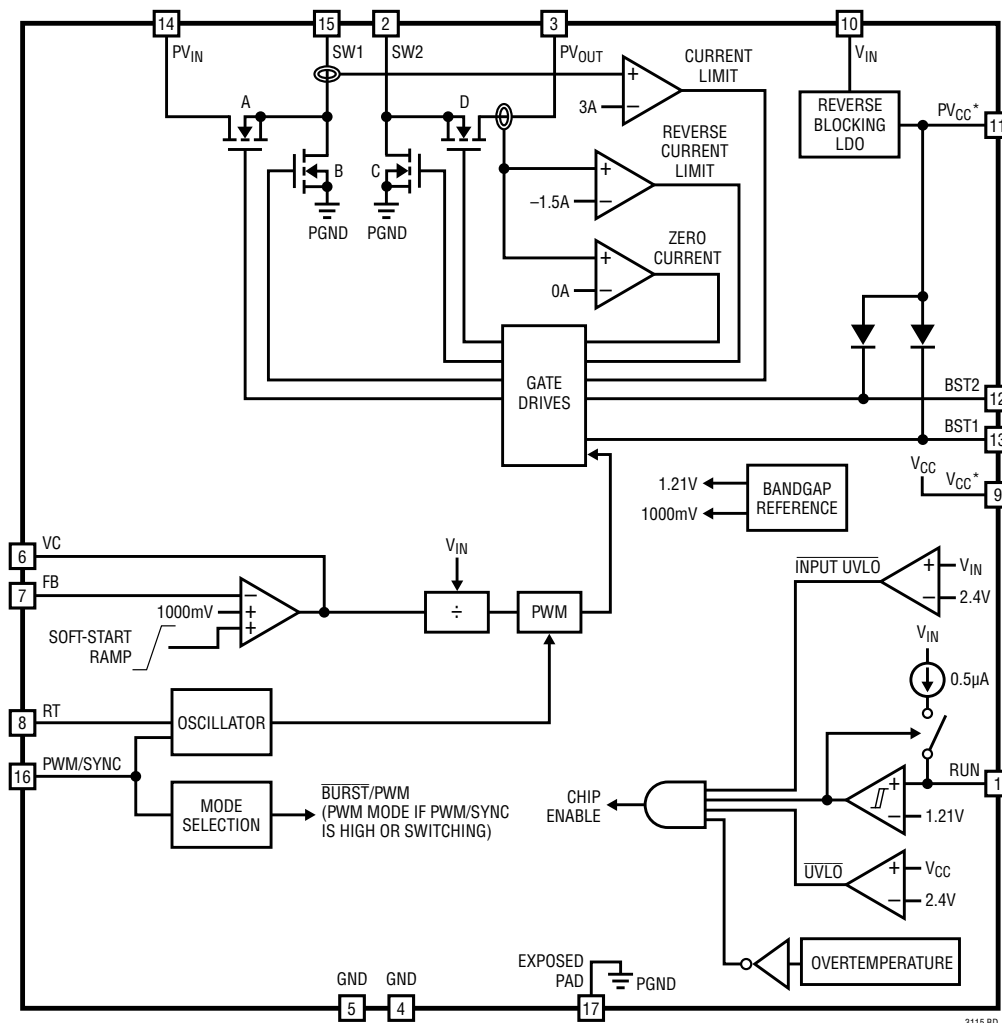 14
15
2
3
10
PVIN
SW1
SW2
PVOUT
VIN
CURRENT
LIMIT
+
3A
–
REVERSE
BLOCKING
LDO
PVCC*
11
A
D
B
C
PGND
PGND
REVERSE
CURRENT
LIMIT
+
–1.5A
–
ZERO
CURRENT
+
0A
–
GATE
DRIVES
BST2
12
BST1
13
VCC
VCC*
9
1.21V
1000mV
BANDGAP
REFERENCE
6
VC
7
FB
1000mV
–
+
+
SOFT-START
RAMP
VIN
÷
PWM
INPUT UVLO
+
VIN
–
2.4V
VIN
0.5µA
8
RT
OSCILLATOR
16
PWM/SYNC
MODE
SELECTION
BURST/PWM
(PWM MODE IF PWM/SYNC
IS HIGH OR SWITCHING)
CHIP
ENABLE
RUN
1
+
–
1.21V
UVLO
+
VCC
–
2.4V
OVERTEMPERATURE
GND
GND
EXPOSED
PAD
PGND
5
4
17
3115 BD